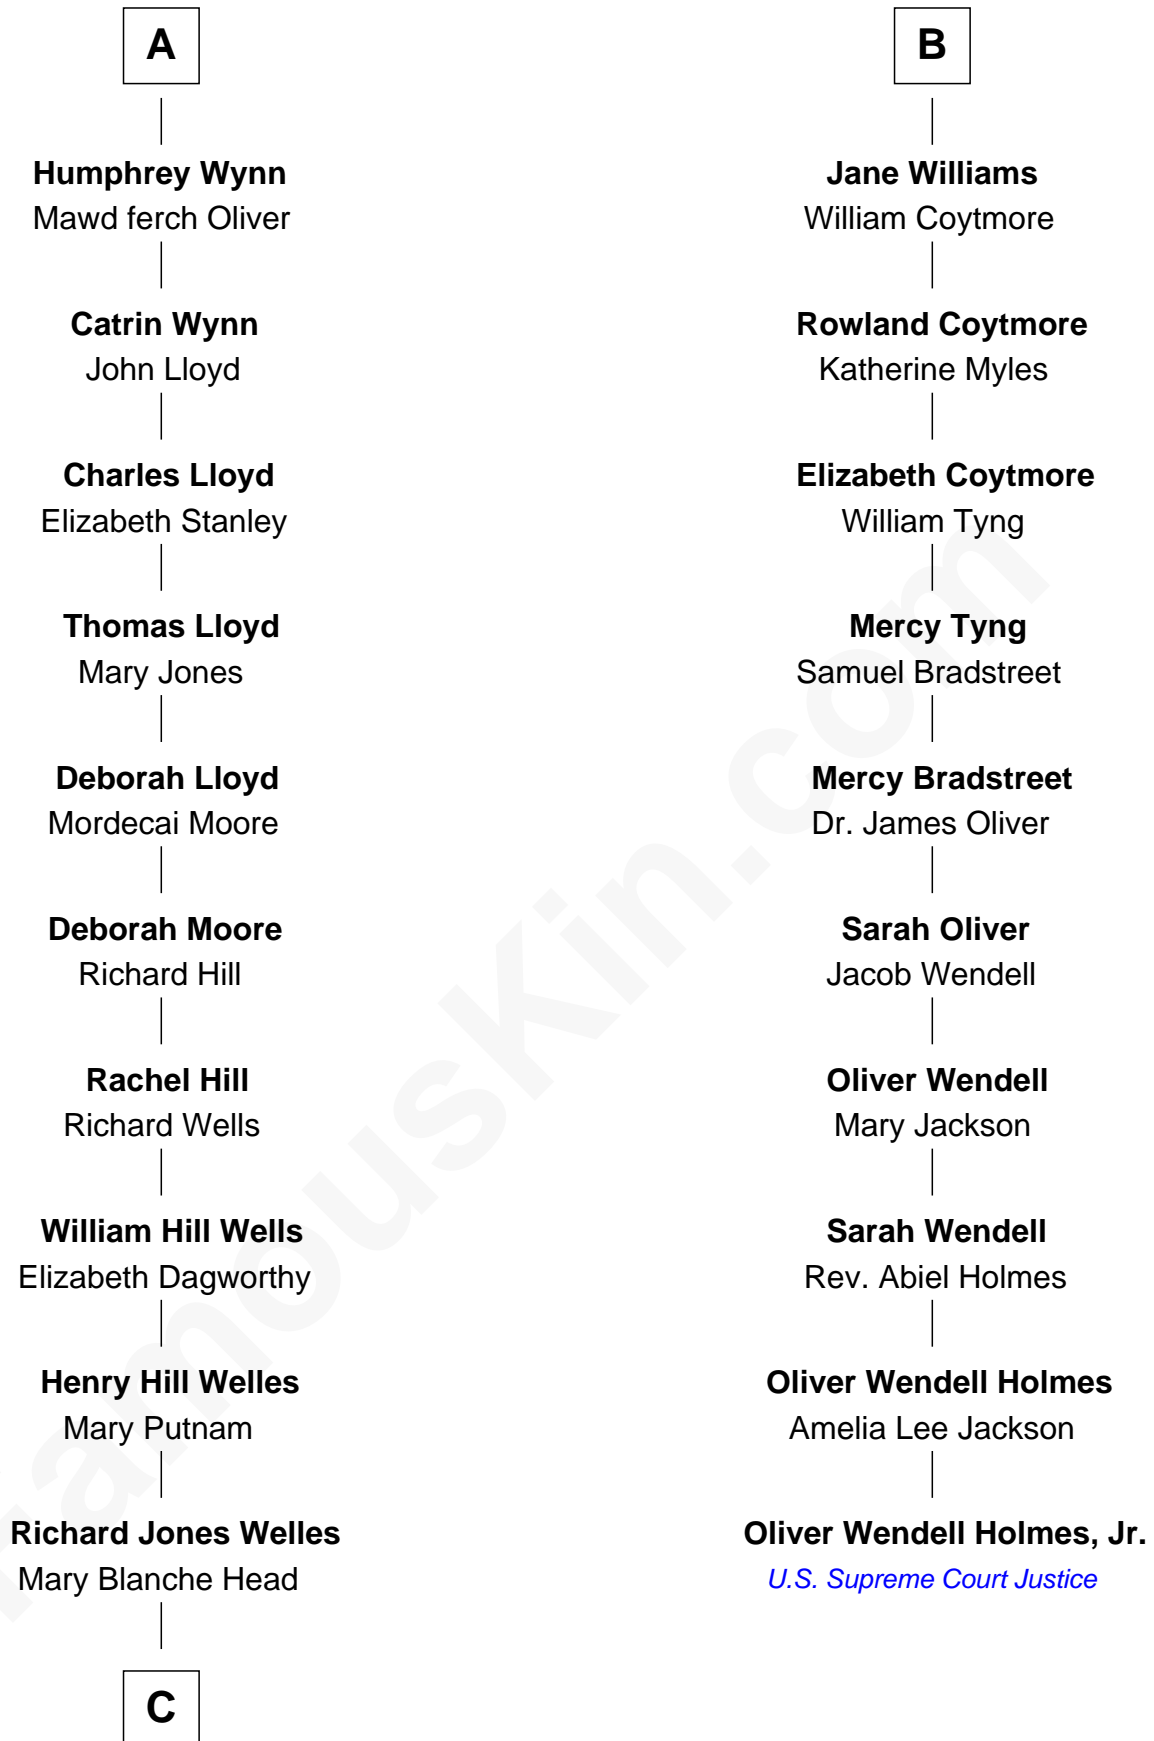 A
Humphrey Wynn
Mawd ferch Oliver
Catrin Wynn
John Lloyd
Charles Lloyd
Elizabeth Stanley
Thomas Lloyd
Mary Jones
Deborah Lloyd
Mordecai Moore
Deborah Moore
Richard Hill
Rachel Hill
Richard Wells
William Hill Wells
Elizabeth Dagworthy
Henry Hill Welles
Mary Putnam
Richard Jones Welles
Mary Blanche Head
C
B
Jane Williams
William Coytmore
Rowland Coytmore
Katherine Myles
Elizabeth Coytmore
William Tyng
Mercy Tyng
Samuel Bradstreet
Mercy Bradstreet
Dr. James Oliver
Sarah Oliver
Jacob Wendell
Oliver Wendell
Mary Jackson
Sarah Wendell
Rev. Abiel Holmes
Oliver Wendell Holmes
Amelia Lee Jackson
Oliver Wendell Holmes, Jr.
U.S. Supreme Court Justice
FamousKin.com